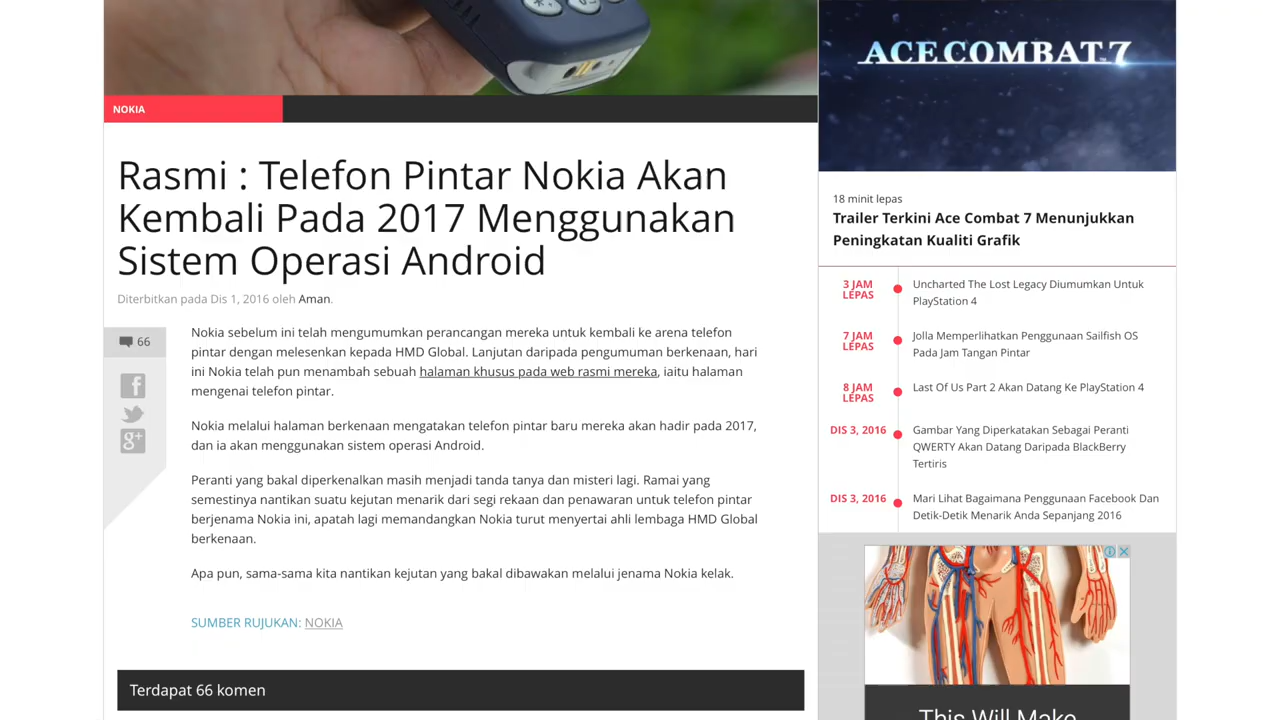 NOKIA
Rasmi : Telefon Pintar Nokia Akan
Kembali Pada 2017 Menggunakan
Sistem Operasi Android
Diterbitkan pada Dis 1, 2016 oleh Aman.
66
Nokia sebelum ini telah mengumumkan perancangan mereka untuk kembali ke arena telefon
pintar dengan melesenkan kepada HMD Global. Lanjutan daripada pengumuman berkenaan, hari
ini Nokia telah pun menambah sebuah halaman khusus pada web rasmi mereka, iaitu halaman
mengenai telefon pintar.
Nokia melalui halaman berkenaan mengatakan telefon pintar baru mereka akan hadir pada 2017,
dan ia akan menggunakan sistem operasi Android.
Peranti yang bakal diperkenalkan masih menjadi tanda tanya dan misteri lagi. Ramai yang
semestinya nantikan suatu kejutan menarik dari segi rekaan dan penawaran untuk telefon pintar
berjenama Nokia ini, apatah lagi memandangkan Nokia turut menyertai ahli lembaga HMD Global
berkenaan.
Apa pun, sama-sama kita nantikan kejutan yang bakal dibawakan melalui jenama Nokia kelak.
SUMBER RUJUKAN: NOKIA
Terdapat 66 komen
ACE COMBAT 7
18 minit lepas
Trailer Terkini Ace Combat 7 Menunjukkan
Peningkatan Kualiti Grafik
3 JAM
LEPAS
Uncharted The Lost Legacy Diumumkan Untuk
PlayStation 4
7 JAM
LEPAS
Jolla Memperlihatkan Penggunaan Sailfish OS
Pada Jam Tangan Pintar
8 JAM
LEPAS
Last Of Us Part 2 Akan Datang Ke PlayStation 4
DIS 3, 2016
Gambar Yang Diperkatakan Sebagai Peranti
QWERTY Akan Datang Daripada BlackBerry
Tertiris
DIS 3, 2016
Mari Lihat Bagaimana Penggunaan Facebook Dan
Detik-Detik Menarik Anda Sepanjang 2016
This Will Make